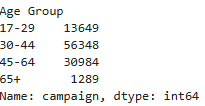 Age Group
17-29    13649
30-44    56348
45-64    30984
65+       1289
Name: campaign, dtype: int64